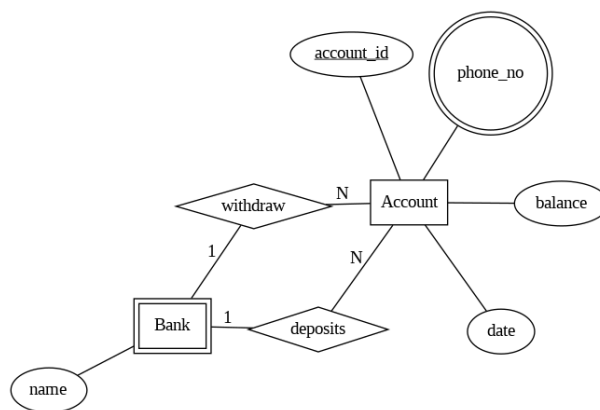 account_id
phone_no
N
Account
balance
withdraw
1
N
1
Bank
deposits
date
name